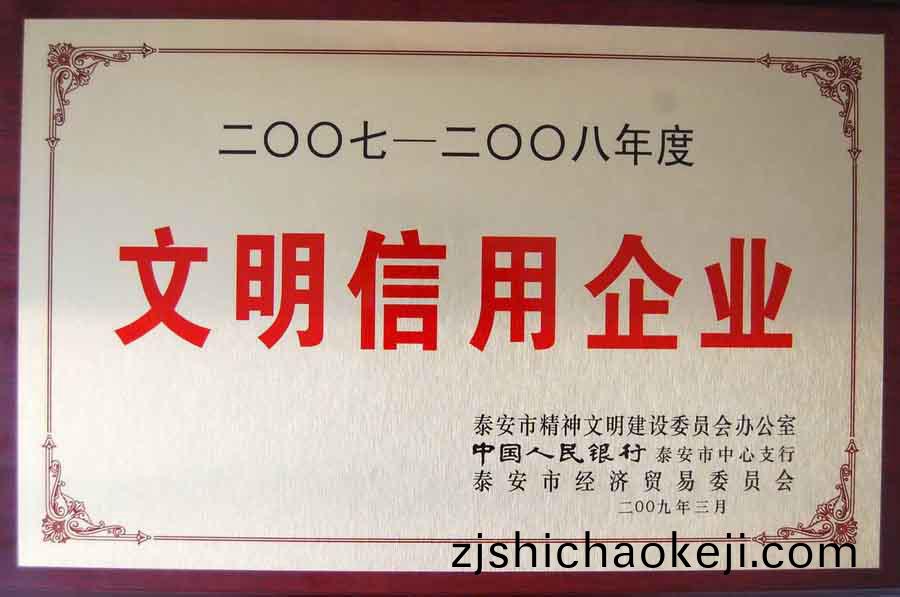 二〇〇七—二〇〇八年度
文明信用企业
泰安市精神文明建设委员会办公室
中国人民银行 泰安市中心支行
泰安市经济贸易委员会
二00九年三月
zjshichaokeji.com